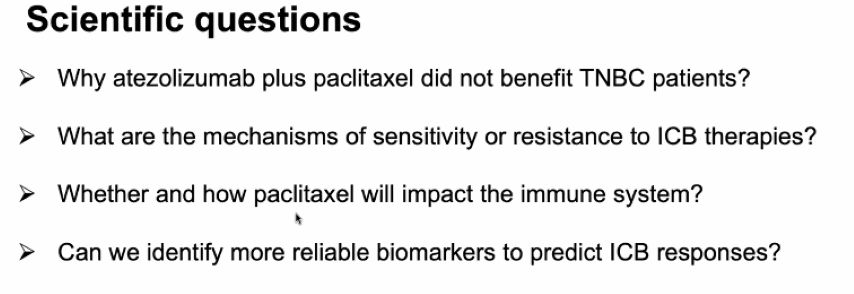 Scientific questions
➤ Why atezolizumab plus paclitaxel did not benefit TNBC patients?
➤ What are the mechanisms of sensitivity or resistance to ICB therapies?
➤ Whether and how paclitaxel will impact the immune system?
➤ Can we identify more reliable biomarkers to predict ICB responses?